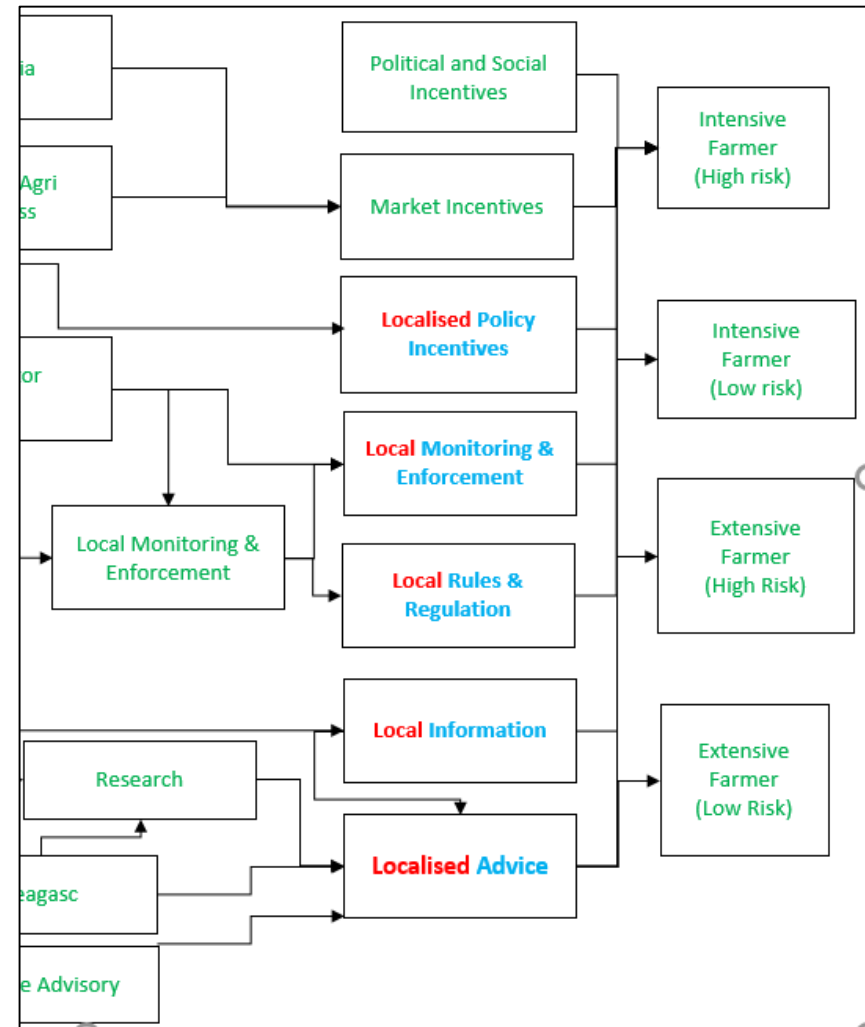 ia
Agri
ss
or
Local Monitoring &
Enforcement
Research
eagasc
e Advisory
Political and Social
Incentives
Market Incentives
Localised Policy
Incentives
Local Monitoring &
Enforcement
Local Rules &
Regulation
Local Information
Localised Advice
Intensive
Farmer
(High risk)
Intensive
Farmer
(Low risk)
Extensive
Farmer
(High Risk)
Extensive
Farmer
(Low Risk)